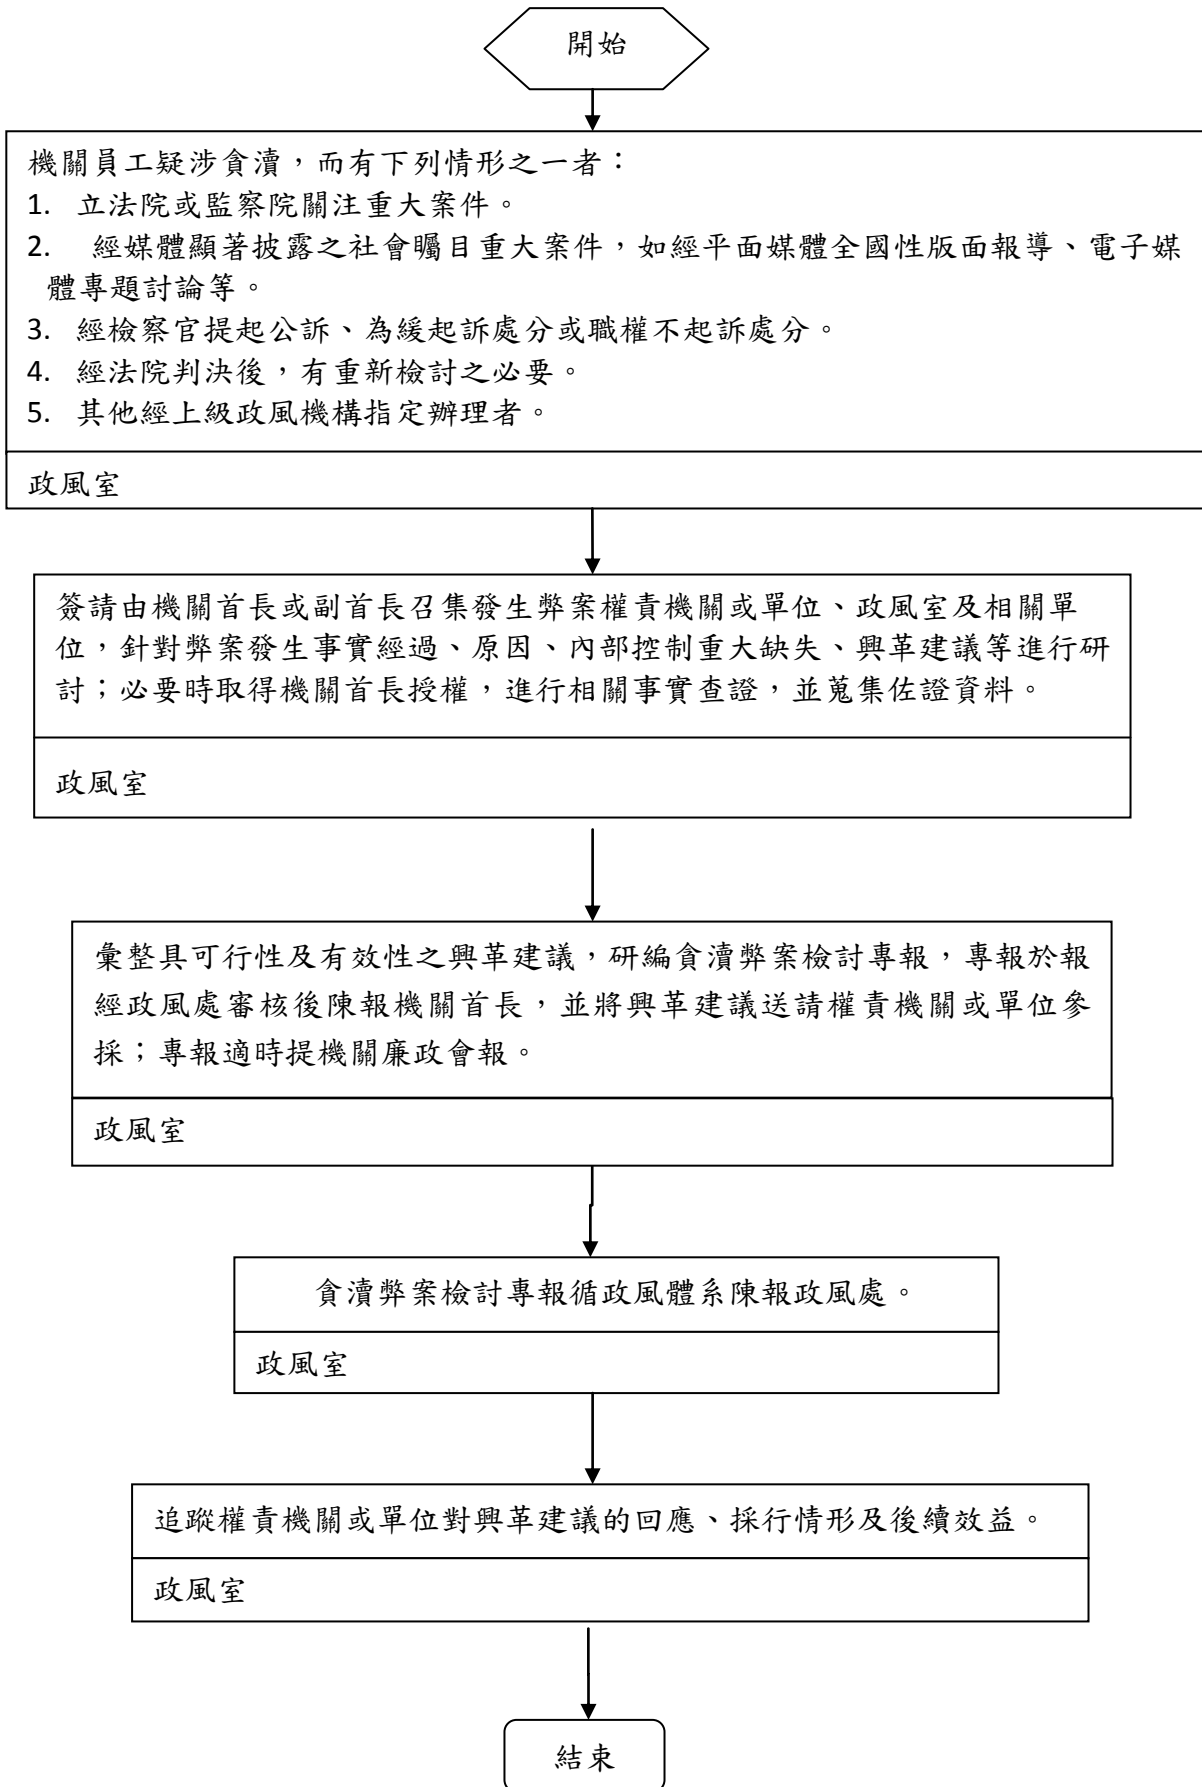 開始
機關員工疑涉貪瀆，而有下列情形之一者：
1. 立法院或監察院關注重大案件。
2. 經媒體顯著披露之社會矚目重大案件，如經平面媒體全國性版面報導、電子媒
體專題討論等。
3. 經檢察官提起公訴、為緩起訴處分或職權不起訴處分。
4. 經法院判決後，有重新檢討之必要。
5. 其他經上級政風機構指定辦理者。
政風室
簽請由機關首長或副首長召集發生弊案權責機關或單位、政風室及相關單
位，針對弊案發生事實經過、原因、內部控制重大缺失、興革建議等進行研
討；必要時取得機關首長授權，進行相關事實查證，並蒐集佐證資料。
政風室
彙整具可行性及有效性之興革建議，研編貪瀆弊案檢討專報，專報於報
經政風處審核後陳報機關首長，並將興革建議送請權責機關或單位參
採；專報適時提機關廉政會報。
政風室
貪瀆弊案檢討專報循政風體系陳報政風處。
政風室
追蹤權責機關或單位對興革建議的回應、採行情形及後續效益。
政風室
結束